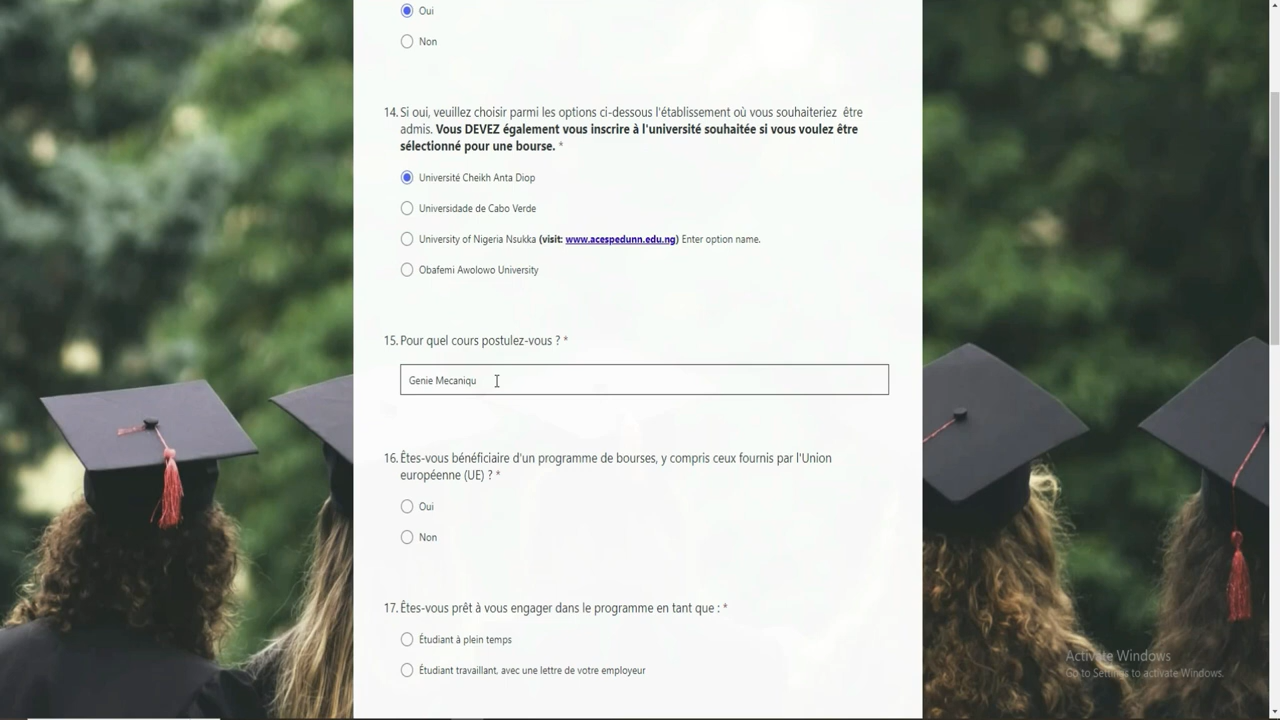 Oui
Non
14. Si oui, veuillez choisir parmi les options ci-dessous l'établissement où vous souhaiteriez être
admis. Vous DEVEZ également vous inscrire à l'université souhaitée si vous voulez être
sélectionné pour une bourse. *
Université Cheikh Anta Diop
Universidade de Cabo Verde
University of Nigeria Nsukka (visit: www.acespedunn.edu.ng) Enter option name.
Obafemi Awolowo University
15. Pour quel cours postulez-vous ? *
Genie Mecaniqu
16. Êtes-vous bénéficiaire d'un programme de bourses, y compris ceux fournis par l'Union
européenne (UE) ? *
Oui
Non
17. Êtes-vous prêt à vous engager dans le programme en tant que : *
Étudiant à plein temps
Étudiant travaillant, avec une lettre de votre employeur
Activate Windows
Go to Settings to activate Windows.